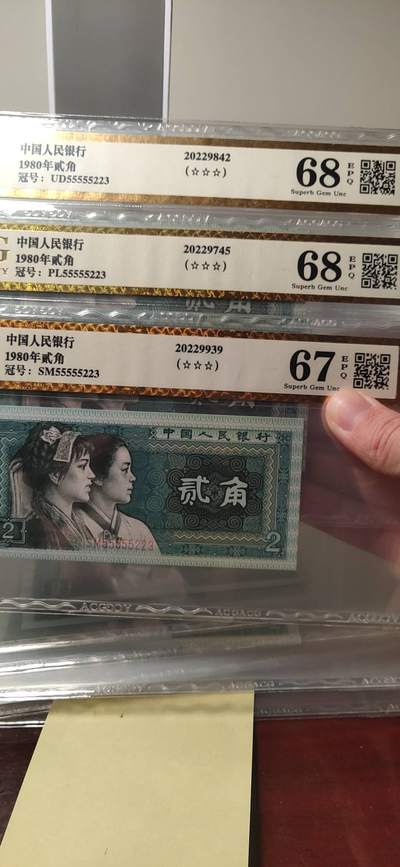 中国人民银行
1980年贰角
冠号：UD55555223
20229842
(☆☆☆)
68
EPQ
Superb Gem Unc
G
中国人民银行
1980年贰角
冠号：PL55555223
20229745
(☆☆☆)
68
EPQ
Superb Gem Unc
贰角
中国人民银行
1980年贰角
冠号：SM55555223
20229939
(☆☆☆)
67
EPQ
Superb Gem Unc
中国人民银行
贰角
SM55555223
2
2